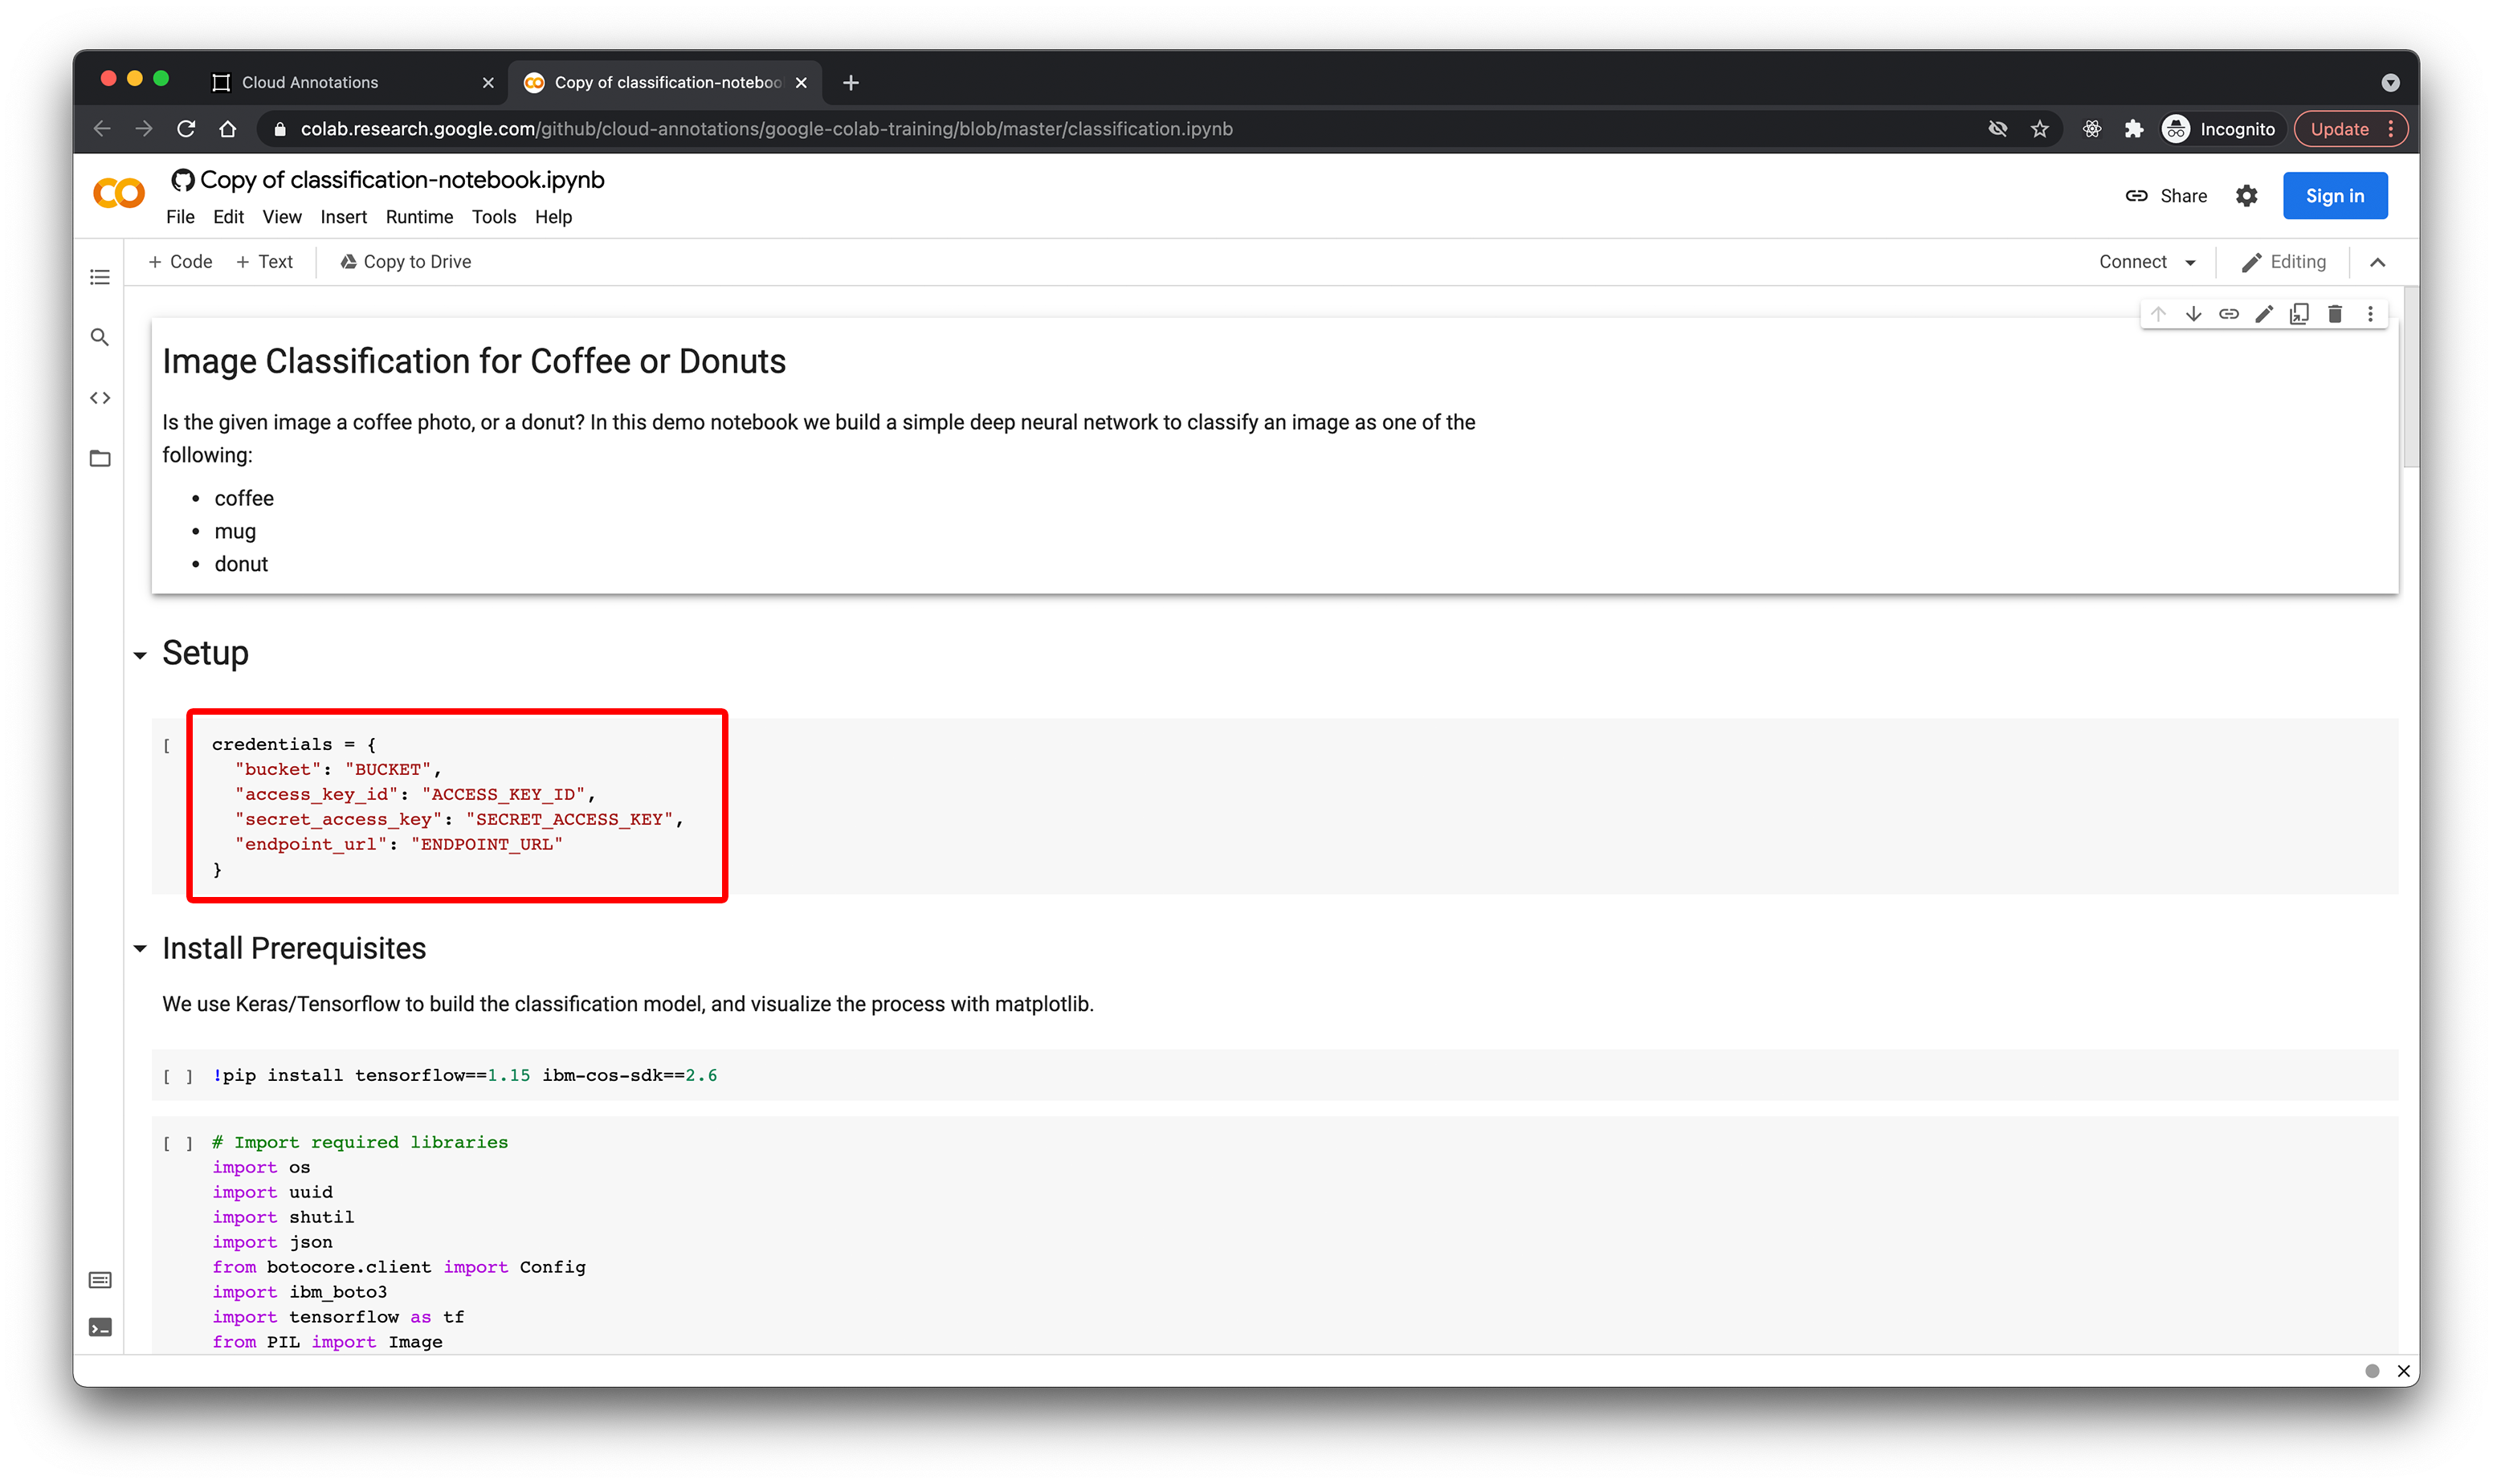 Cloud Annotations
Copy of classification-noteboo
colab.research.google.com/github/cloud-annotations/google-colab-training/blob/master/classification.ipynb
Incognito
Update
Copy of classification-notebook.ipynb
File Edit View Insert Runtime Tools Help
Share
Sign in
+ Code + Text Copy to Drive
Connect
Editing
Image Classification for Coffee or Donuts
Is the given image a coffee photo, or a donut? In this demo notebook we build a simple deep neural network to classify an image as one of the
following:
• coffee
• mug
• donut
Setup
[ credentials = {
"bucket": "BUCKET",
"access_key_id": "ACCESS_KEY_ID",
"secret_access_key": "SECRET_ACCESS_KEY",
"endpoint_url": "ENDPOINT_URL"
}
Install Prerequisites
We use Keras/Tensorflow to build the classification model, and visualize the process with matplotlib.
[ ] !pip install tensorflow==1.15 ibm-cos-sdk==2.6
[ ] # Import required libraries
import os
import uuid
import shutil
import json
from botocore.client import Config
import ibm_boto3
import tensorflow as tf
from PIL import Image